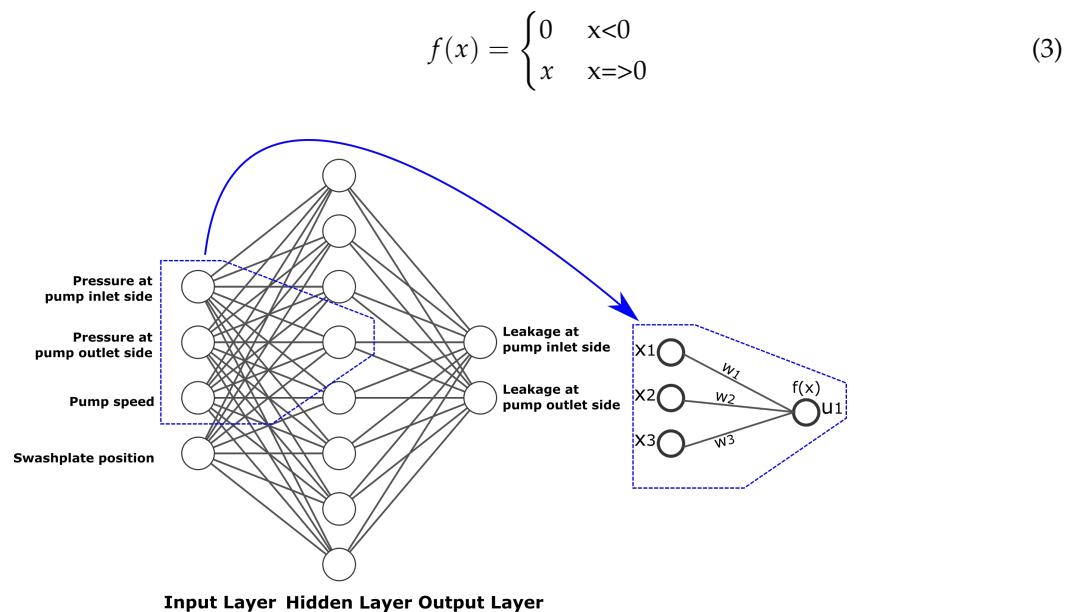 f(x) = {0 x<0
x x=>0
(3)
Pressure at
pump inlet side
Pressure at
pump outlet side
Pump speed
Swashplate position
Leakage at
pump inlet side
Leakage at
pump outlet side
x1
x2
x3
w1
w2
w3
f(x)
u1
Input Layer Hidden Layer Output Layer